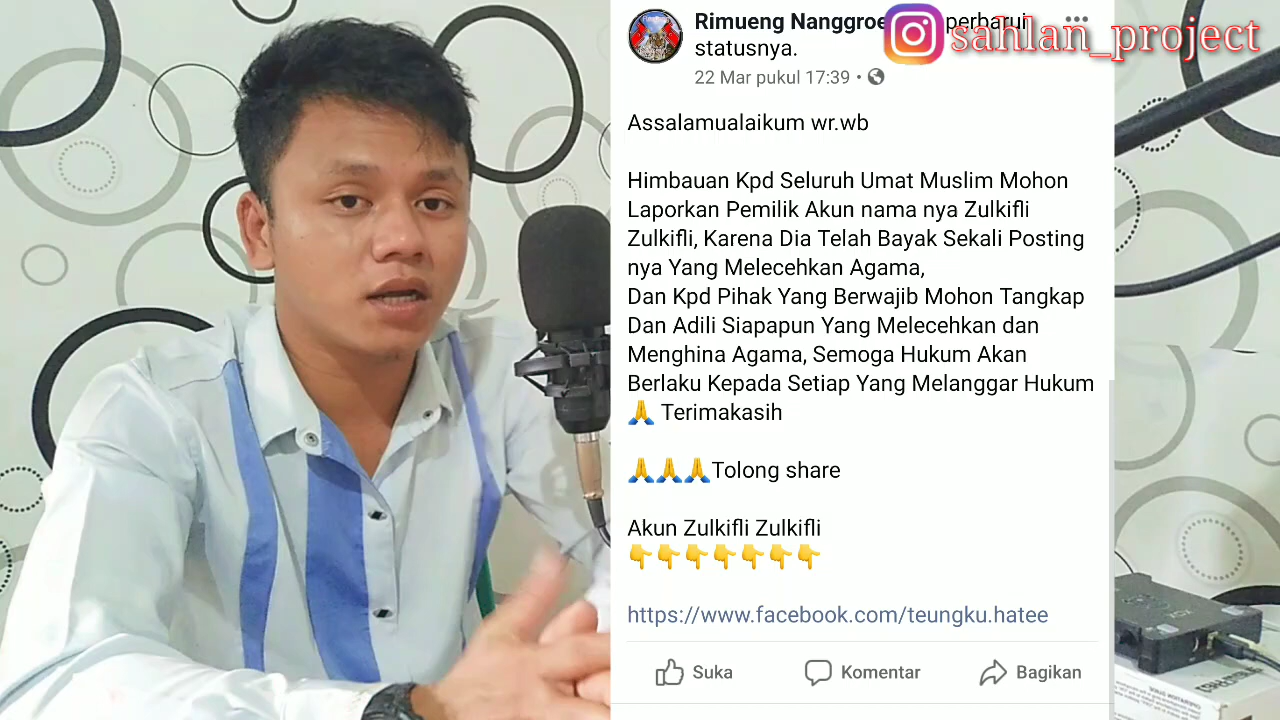 Rimueng Nanggroe perbarui
statusnya.
22 Mar pukul 17:39
sahlan_project
Assalamualaikum wr.wb
Himbauan Kpd Seluruh Umat Muslim Mohon
Laporkan Pemilik Akun nama nya Zulkifli
Zulkifli, Karena Dia Telah Bayak Sekali Posting
nya Yang Melecehkan Agama,
Dan Kpd Pihak Yang Berwajib Mohon Tangkap
Dan Adili Siapapun Yang Melecehkan dan
Menghina Agama, Semoga Hukum Akan
Berlaku Kepada Setiap Yang Melanggar Hukum
🙏 Terimakasih
🙏🙏🙏Tolong share
Akun Zulkifli Zulkifli
👇👇👇👇👇👇👇
https://www.facebook.com/teungku.hatee
Suka
Komentar
Bagikan